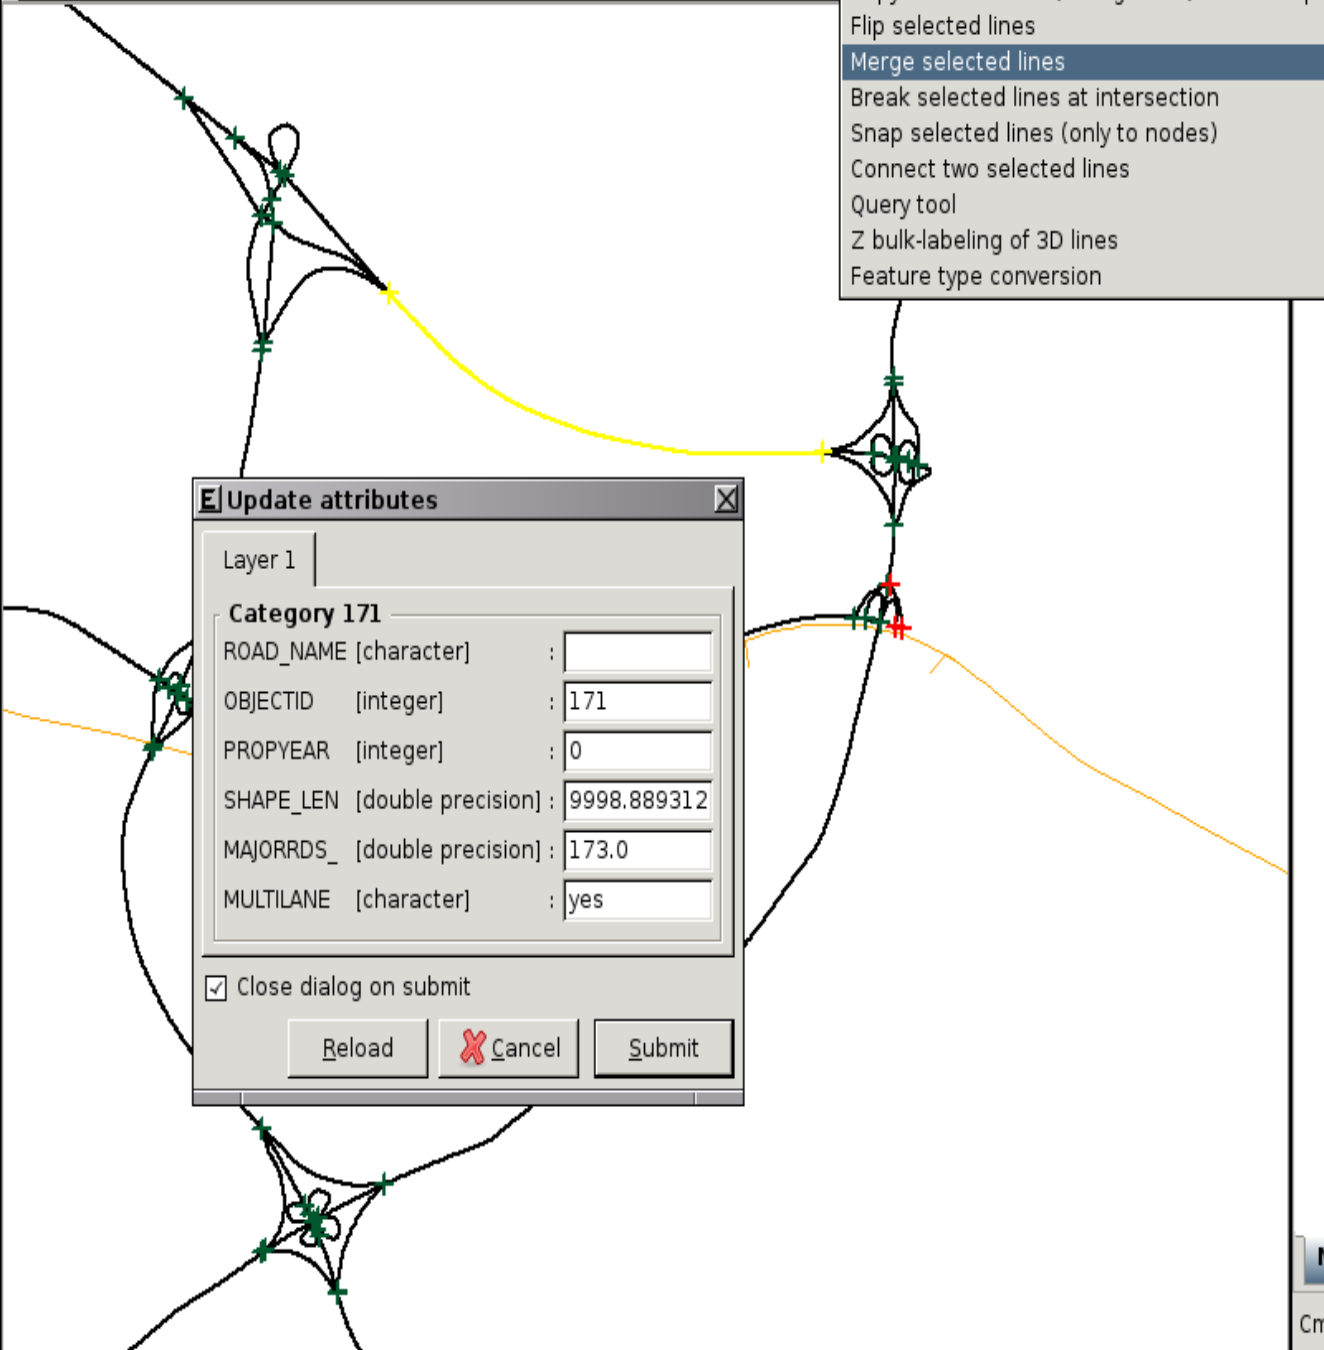 Flip selected lines
Merge selected lines
Break selected lines at intersection
Snap selected lines (only to nodes)
Connect two selected lines
Query tool
Z bulk-labeling of 3D lines
Feature type conversion
Update attributes
Layer 1
Category 171
ROAD_NAME [character] :
OBJECTID [integer] : 171
PROPYEAR [integer] : 0
SHAPE_LEN [double precision] : 9998.889312
MAJORRDS_ [double precision] : 173.0
MULTILANE [character] : yes
Close dialog on submit
Reload Cancel Submit